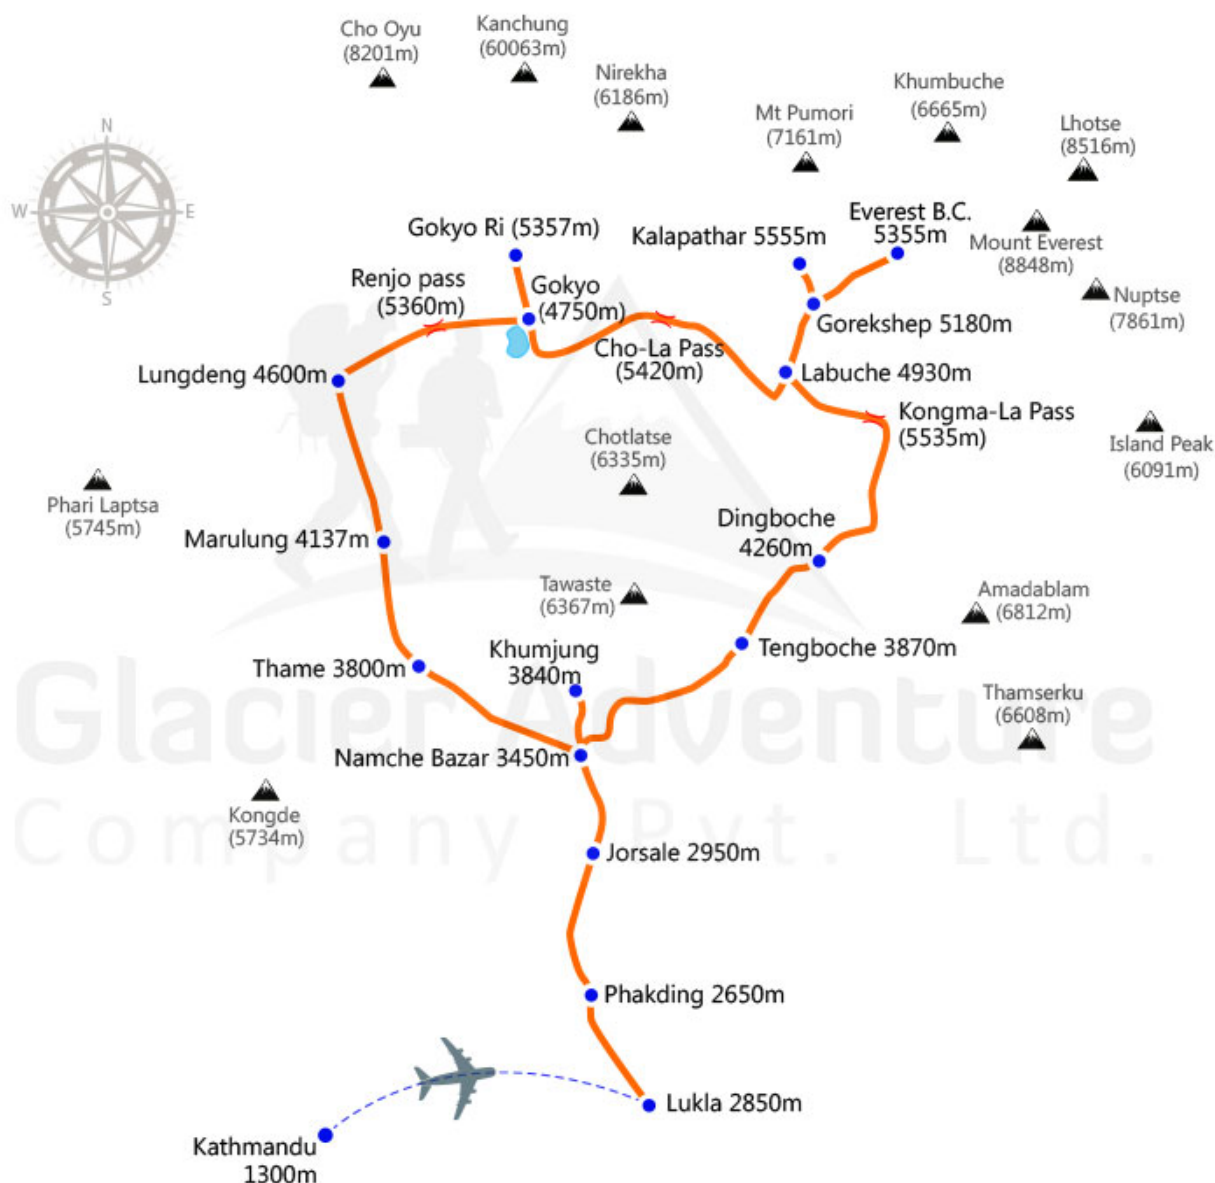 Cho Oyu
(8201m)
Kanchung
(60063m)
Nirekha
(6186m)
Mt Pumori
(7161m)
Khumbuche
(6665m)
Lhotse
(8516m)
N
W
E
S
Gokyo Ri (5357m)
Kalapathar 5555m
Everest B.C.
5355m
Mount Everest
(8848m)
Nuptse
(7861m)
Renjo pass
(5360m)
Gokyo
(4750m)
Gorekshep 5180m
Cho-La Pass
(5420m)
Lungdeng 4600m
Labuche 4930m
Kongma-La Pass
(5535m)
Island Peak
(6091m)
Chotlatse
(6335m)
Phari Laptsa
(5745m)
Marulung 4137m
Dingboche
4260m
Tawaste
(6367m)
Amadablam
(6812m)
Khumjung
3840m
Tengboche 3870m
Thame 3800m
Thamserku
(6608m)
Glacier Adventure
Company Pvt. Ltd.
Namche Bazar 3450m
Kongde
(5734m)
Jorsale 2950m
Phakding 2650m
Lukla 2850m
Kathmandu
1300m